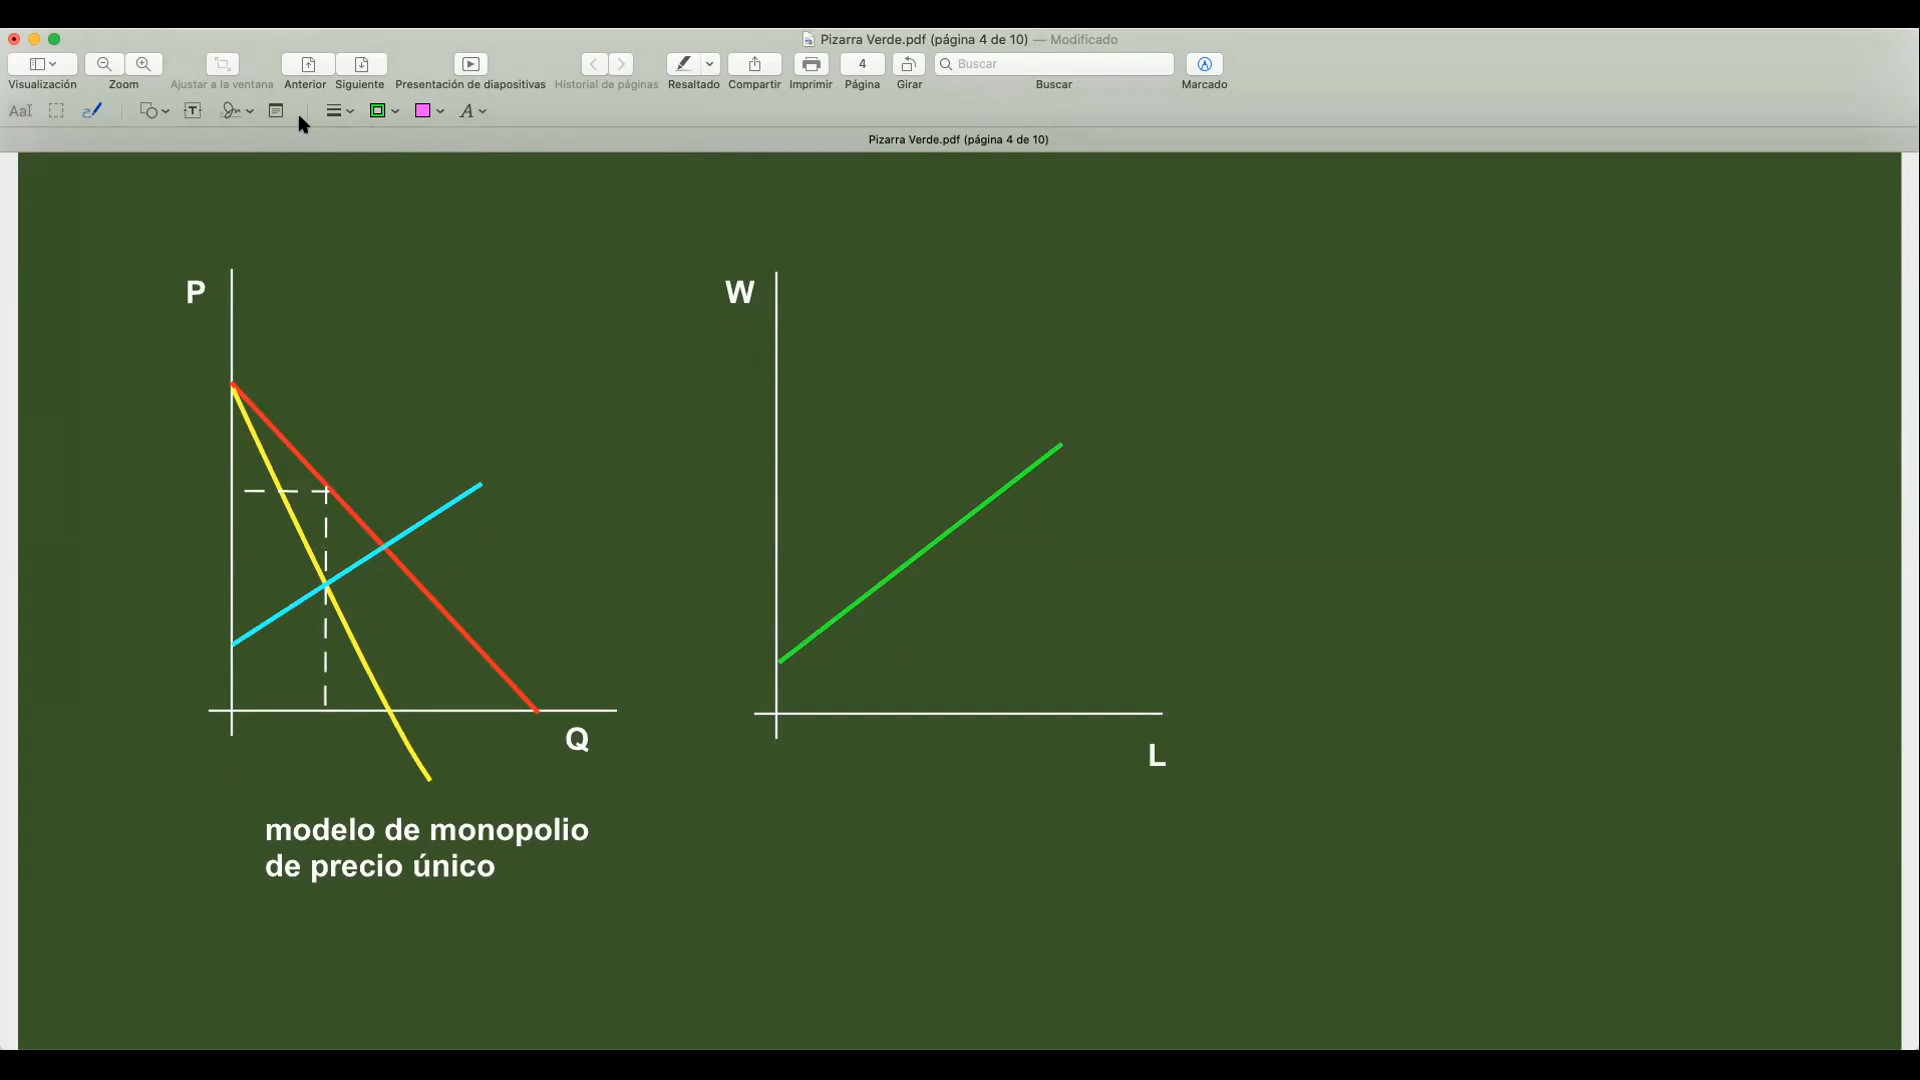 Pizarra Verde.pdf (página 4 de 10) — Modificado
4
Buscar
Visualización
Zoom
Ajustar a la ventana
Anterior
Siguiente
Presentación de diapositivas
Historial de páginas
Resaltado
Compartir
Imprimir
Página
Girar
Buscar
Marcado
AaI
T
A
Pizarra Verde.pdf (página 4 de 10)
P
W
Q
L
modelo de monopolio
de precio único